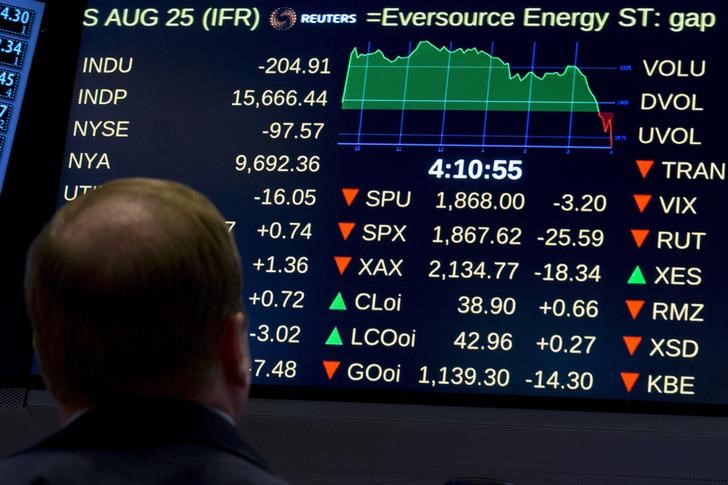 S AUG 25 (IFR) REUTERS =Eversource Energy ST: gap
INDU -204.91
INDP 15,666.44
NYSE -97.57
NYA 9,692.36
-16.05
+0.74
+1.36
+0.72
-3.02
-7.48
4:10:55
SPU 1,868.00 -3.20
SPX 1,867.62 -25.59
XAX 2,134.77 -18.34
CLoi 38.90 +0.66
LCOoi 42.96 +0.27
GOoi 1,139.30 -14.30
VOLU
DVOL
UVOL
TRAN
VIX
RUT
XES
RMZ
XSD
KBE